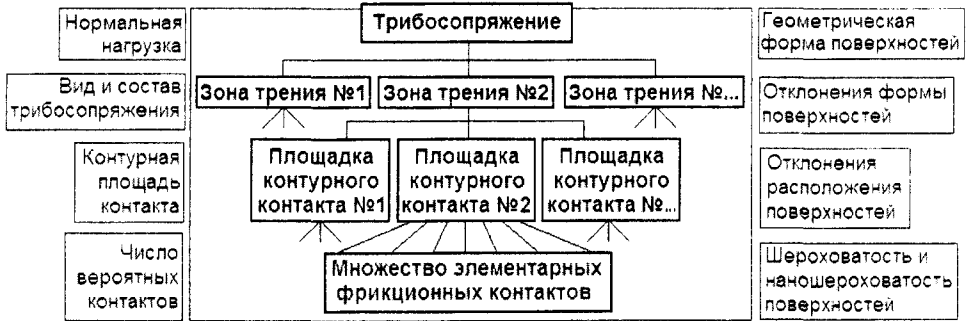 Нормальная
нагрузка
Трибосопряжение
Геометрическая
форма поверхностей
Вид и состав
трибосопряжения
Зона трения №1
Зона трения №2
Зона трения №...
Отклонения формы
поверхностей
Контурная
площадь
контакта
Площадка
контурного
контакта №1
Площадка
контурного
контакта №2
Площадка
контурного
контакта №...
Отклонения
расположения
поверхностей
Число
вероятных
контактов
Множество элементарных
фрикционных контактов
Шероховатость и
наношероховатость
поверхностей